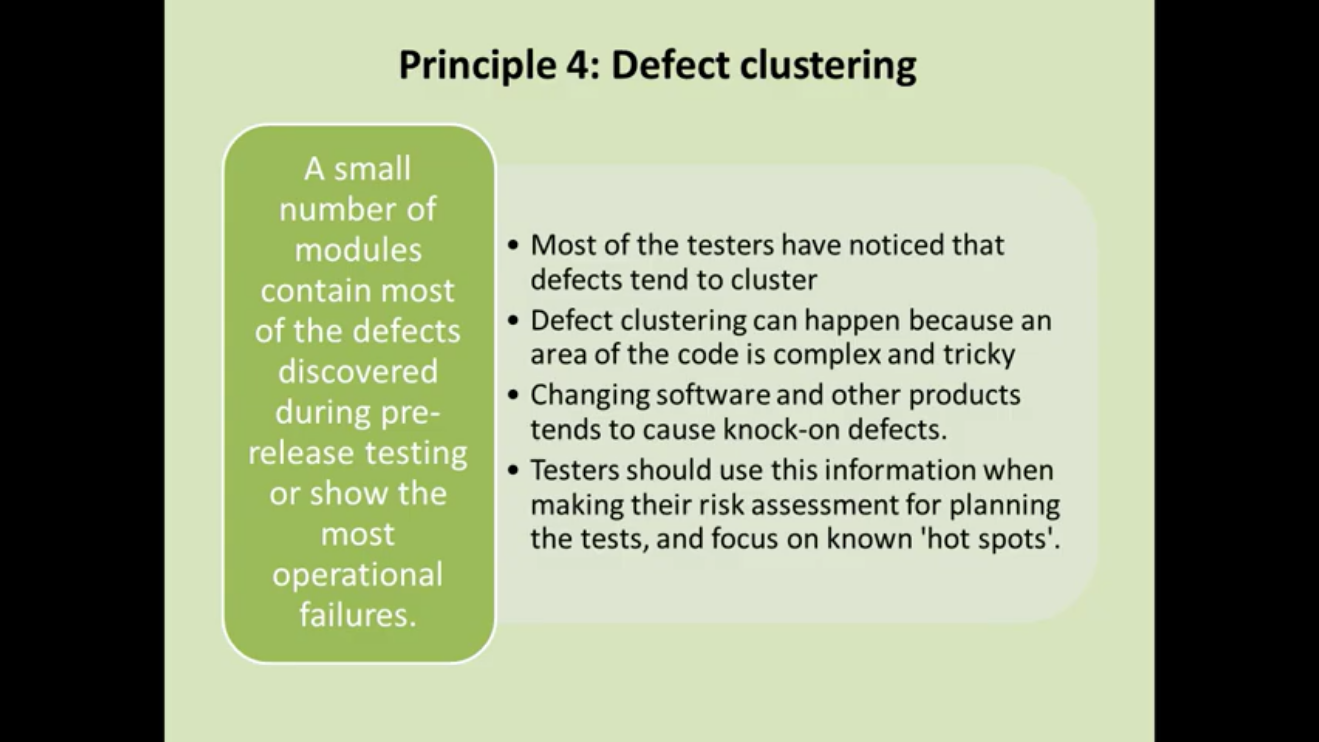 Principle 4: Defect clustering
A small
number of
modules
contain most
of the defects
discovered
during pre-
release testing
or show the
most
operational
failures.
• Most of the testers have noticed that
defects tend to cluster
• Defect clustering can happen because an
area of the code is complex and tricky
• Changing software and other products
tends to cause knock-on defects.
• Testers should use this information when
making their risk assessment for planning
the tests, and focus on known 'hot spots'.